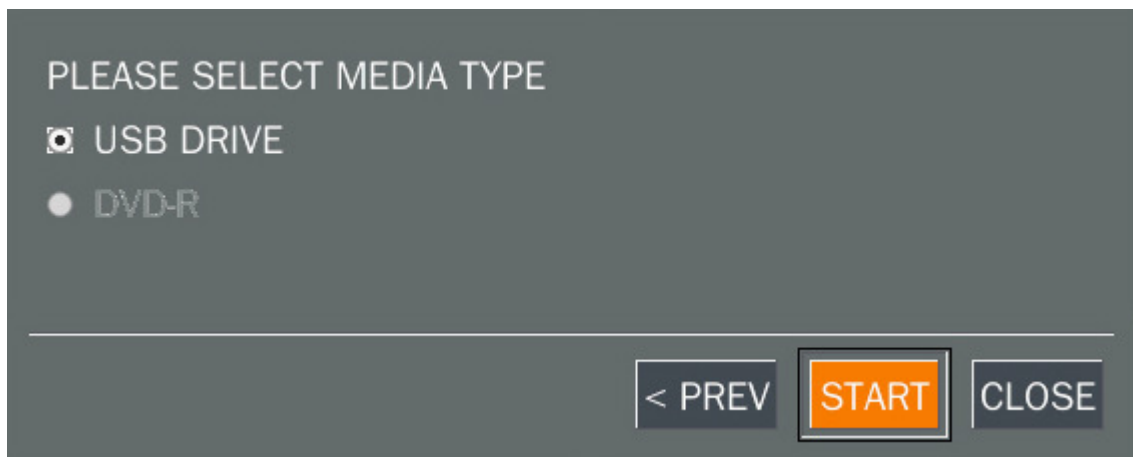 PLEASE SELECT MEDIA TYPE
USB DRIVE
DVD-R
< PREV START CLOSE